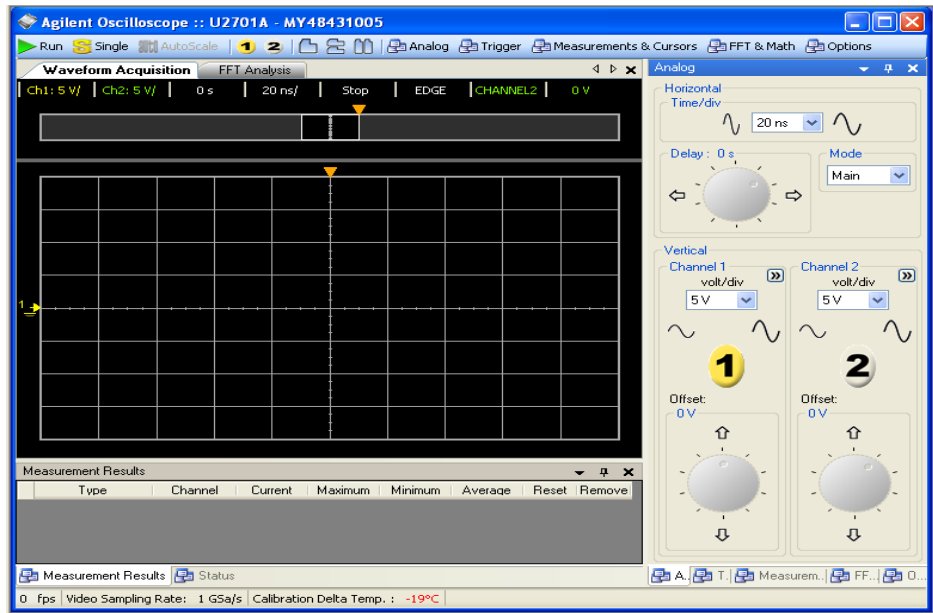 Agilent Oscilloscope :: U2701A - MY48431005
Run Single AutoScale 1 2 Analog Trigger Measurements & Cursors FFT & Math Options
Waveform Acquisition FFT Analysis
Ch1: 5 V/ Ch2: 5 V/ 0 s 20 ns/ Stop EDGE CHANNEL2 0 V
1
Measurement Results
Type Channel Current Maximum Minimum Average Reset Remove
Measurement Results Status
0 fps Video Sampling Rate: 1 GSa/s Calibration Delta Temp. : -19°C
Analog
Horizontal
Time/div
20 ns
Delay : 0 s
Mode
Main
Vertical
Channel 1
volt/div
5 V
1
Offset:
0 V
Channel 2
volt/div
5 V
2
Offset:
0 V
A.. T.. Measurem.. FF... O...